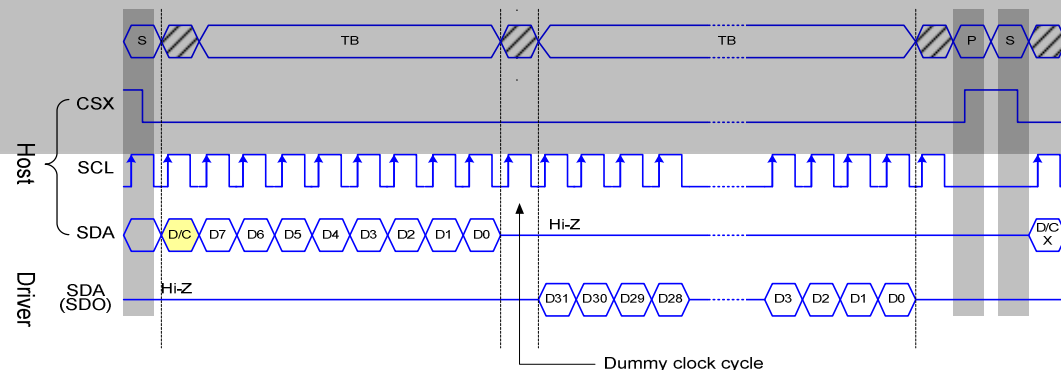 S TB TB P S
CSX
Host
SCL
SDA D/C D7 D6 D5 D4 D3 D2 D1 D0 Hi-Z D/C
X
Driver
SDA
(SDO) Hi-Z D31 D30 D29 D28 D3 D2 D1 D0
Dummy clock cycle